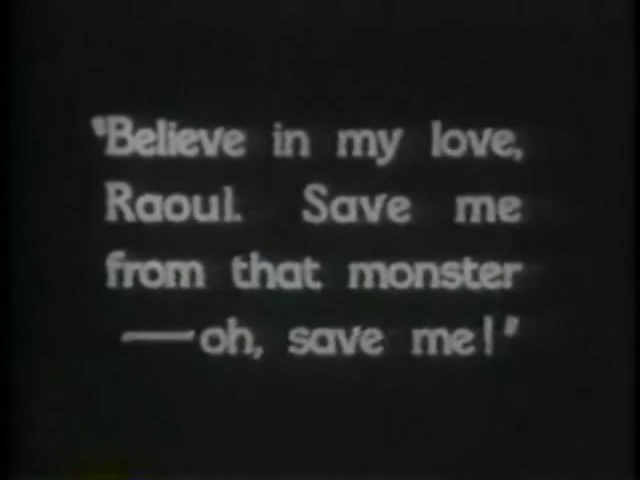 "Believe in my love,
Raoul. Save me
from that monster
—oh, save me!"